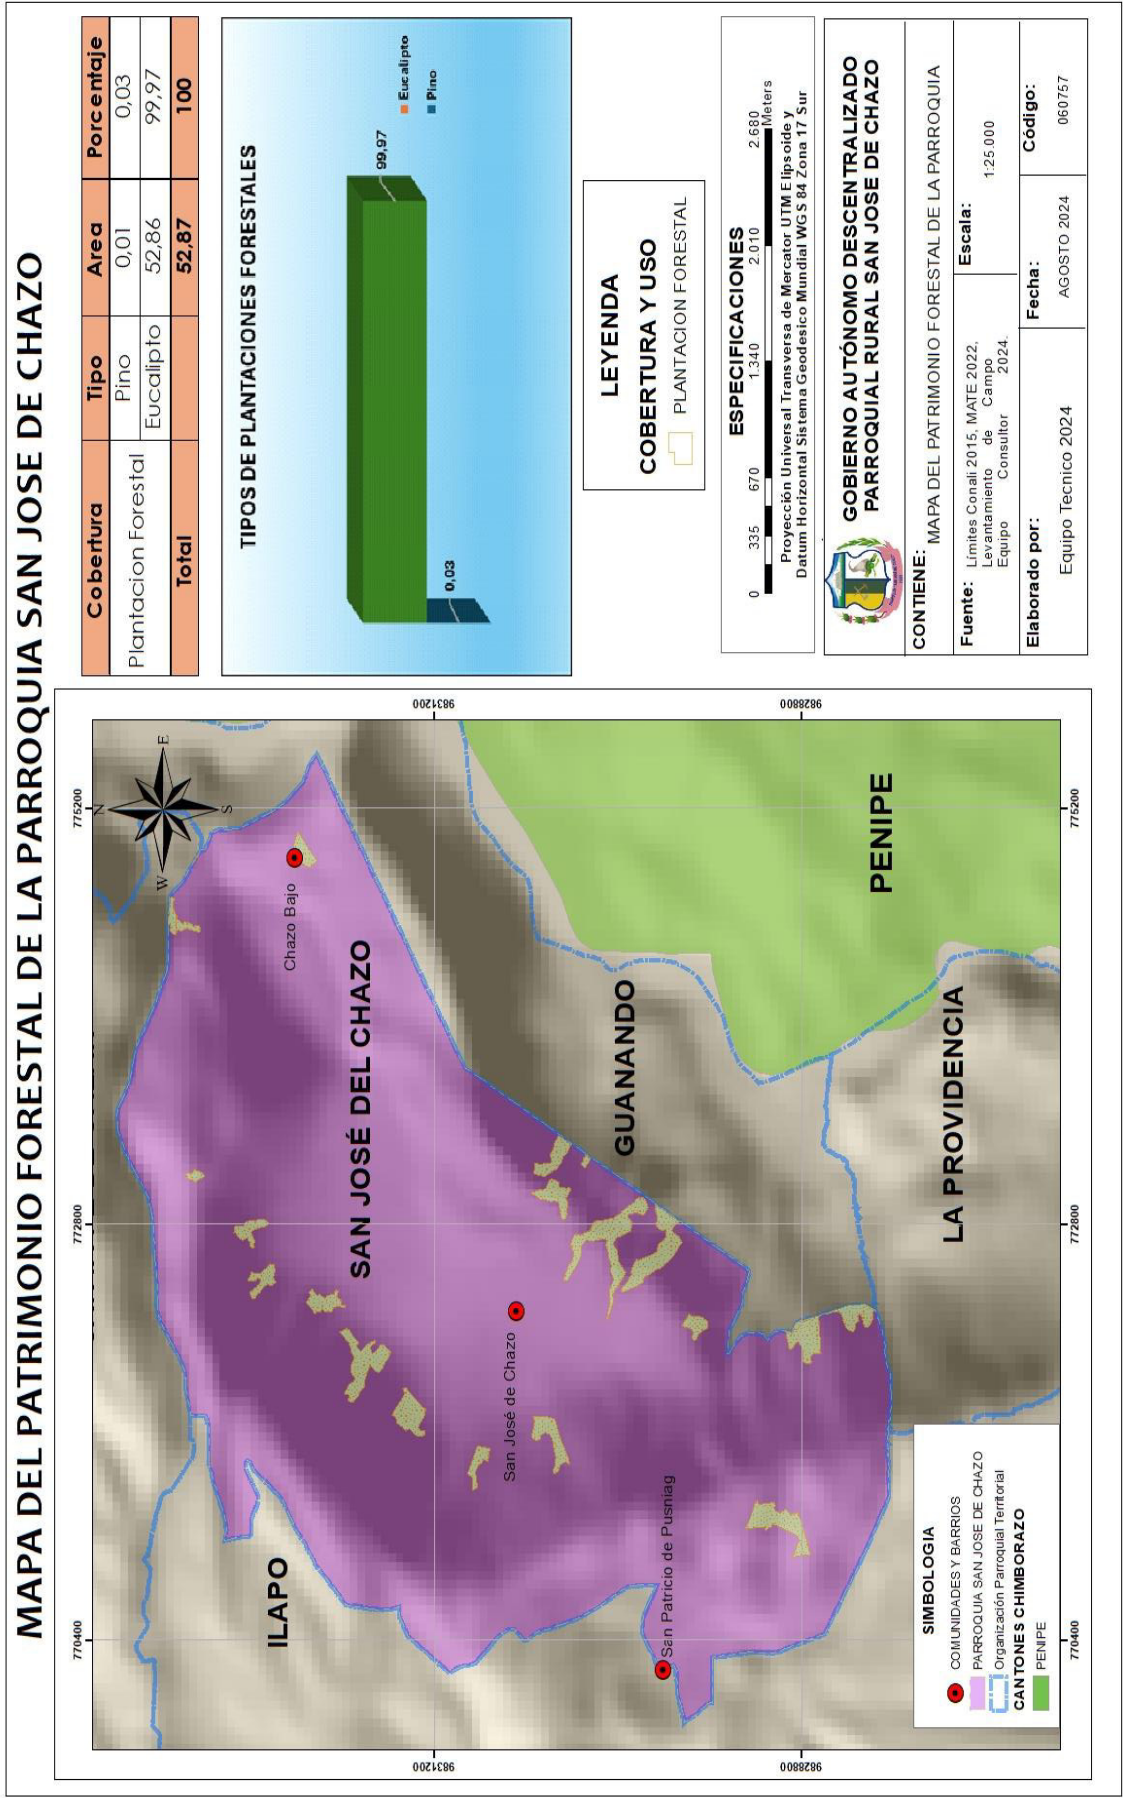 MAPA DEL PATRIMONIO FORESTAL DE LA PARROQUIA SAN JOSE DE CHAZO
770400
772800
775200
9831200
9828800
N
E
S
W
Chazo Bajo
SAN JOSÉ DEL CHAZO
San José de Chazo
San Patricio de Pusniag
ILAPO
GUANANDO
PENIPE
LA PROVIDENCIA
9831200
9828800
770400
772800
775200
SIMBOLOGIA
COMUNIDADES Y BARRIOS
PARROQUIA SAN JOSE DE CHAZO
Organización Parroquial Territorial
CANTONES CHIMBORAZO
PENIPE
Cobertura Tipo Area Porcentaje
Plantacion Forestal Pino 0,01 0,03
Eucalipto 52,86 99,97
Total 52,87 100
TIPOS DE PLANTACIONES FORESTALES
99,97
0,03
Eucalipto
Pino
LEYENDA
COBERTURA Y USO
PLANTACION FORESTAL
ESPECIFICACIONES
0 335 670 1.340 2.010 2.680
Meters
Proyección Universal Transversa de Mercator UTM Elipsoide y
Datum Horizontal Sistema Geodesico Mundial WGS 84 Zona 17 Sur
GOBIERNO AUTÓNOMO DESCENTRALIZADO
PARROQUIAL RURAL SAN JOSE DE CHAZO
CONTIENE:
MAPA DEL PATRIMONIO FORESTAL DE LA PARROQUIA
Fuente: Límites Conali 2015, MATE 2022,
Levantamiento de Campo
Equipo Consultor 2024.
Escala:
1:25.000
Elaborado por:
Equipo Tecnico 2024
Fecha:
AGOSTO 2024
Código:
060757